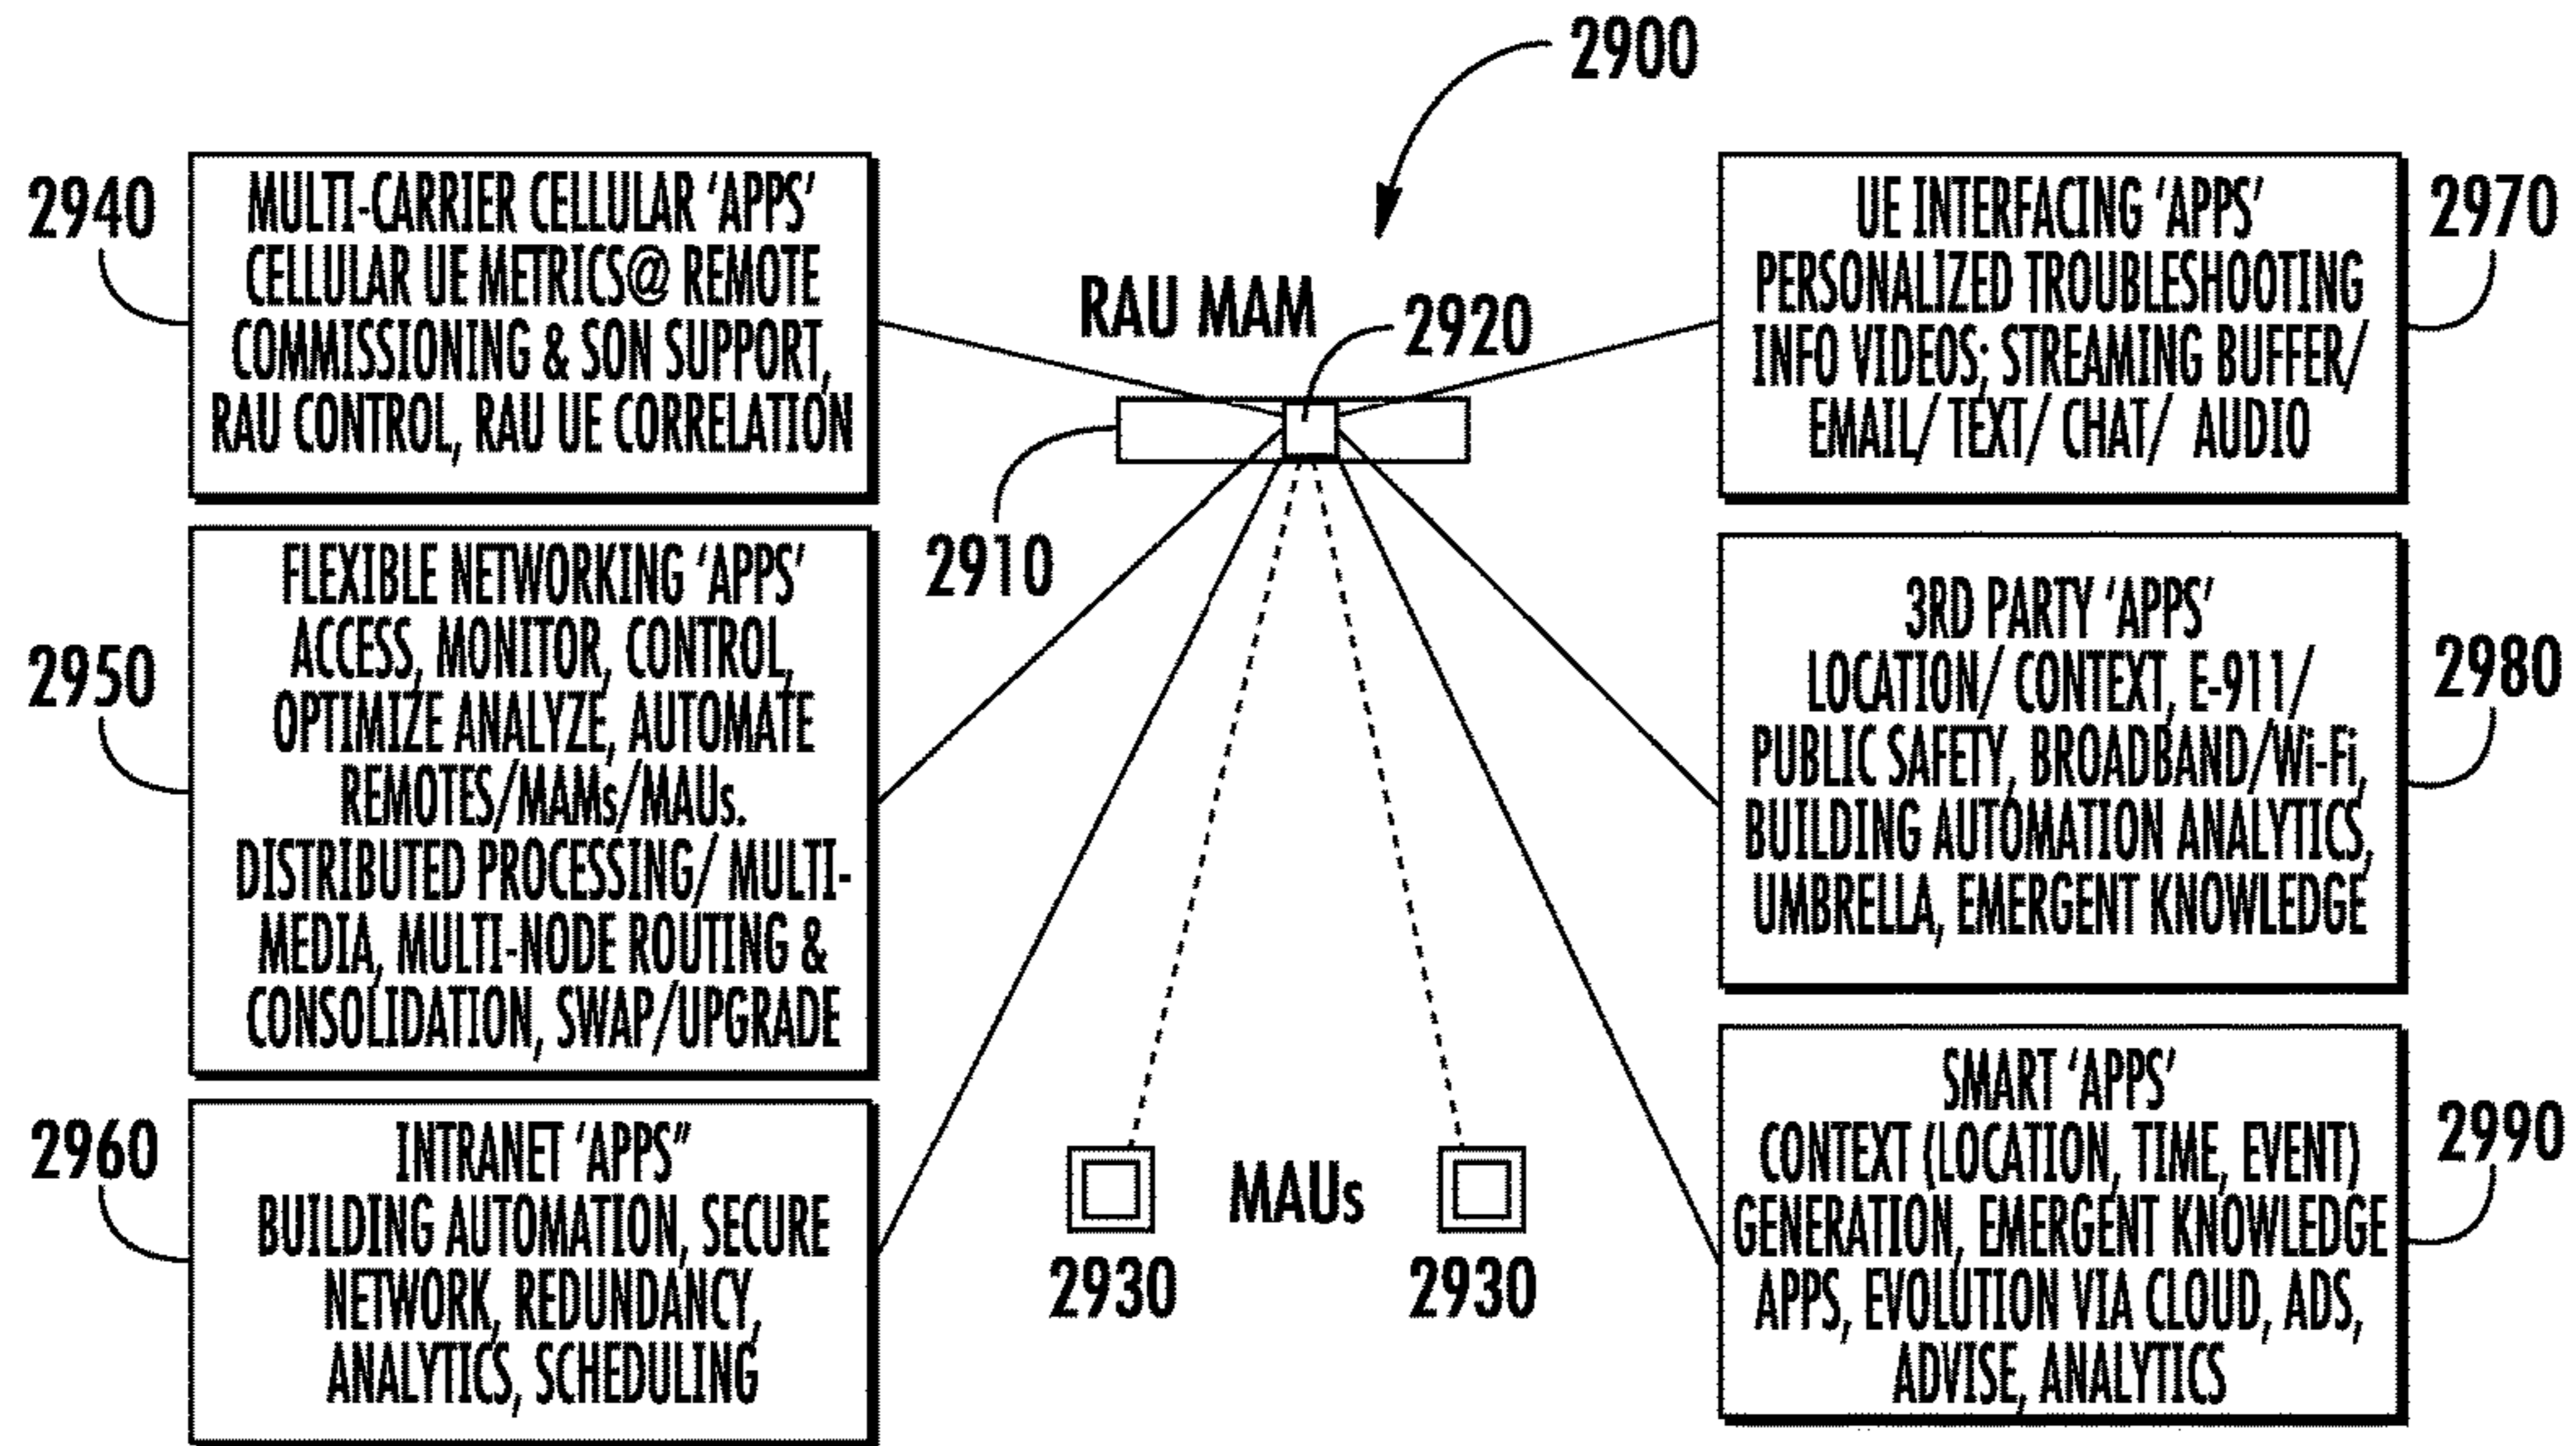 2900
2940
MULTI-CARRIER CELLULAR 'APPS'
CELLULAR UE METRICS@ REMOTE
COMMISSIONING & SON SUPPORT,
RAU CONTROL, RAU UE CORRELATION
RAU MAM
2920
2910
UE INTERFACING 'APPS'
PERSONALIZED TROUBLESHOOTING
INFO VIDEOS; STREAMING BUFFER/
EMAIL/ TEXT/ CHAT/ AUDIO
2970
2950
FLEXIBLE NETWORKING 'APPS'
ACCESS, MONITOR, CONTROL,
OPTIMIZE ANALYZE, AUTOMATE
REMOTES/MAMs/MAUs.
DISTRIBUTED PROCESSING/ MULTI-
MEDIA, MULTI-NODE ROUTING &
CONSOLIDATION, SWAP/UPGRADE
3RD PARTY 'APPS'
LOCATION/ CONTEXT, E-911/
PUBLIC SAFETY, BROADBAND/Wi-Fi,
BUILDING AUTOMATION ANALYTICS,
UMBRELLA, EMERGENT KNOWLEDGE
2980
2960
INTRANET 'APPS"
BUILDING AUTOMATION, SECURE
NETWORK, REDUNDANCY,
ANALYTICS, SCHEDULING
MAUs
2930
2930
SMART 'APPS'
CONTEXT (LOCATION, TIME, EVENT)
GENERATION, EMERGENT KNOWLEDGE
APPS, EVOLUTION VIA CLOUD, ADS,
ADVISE, ANALYTICS
2990